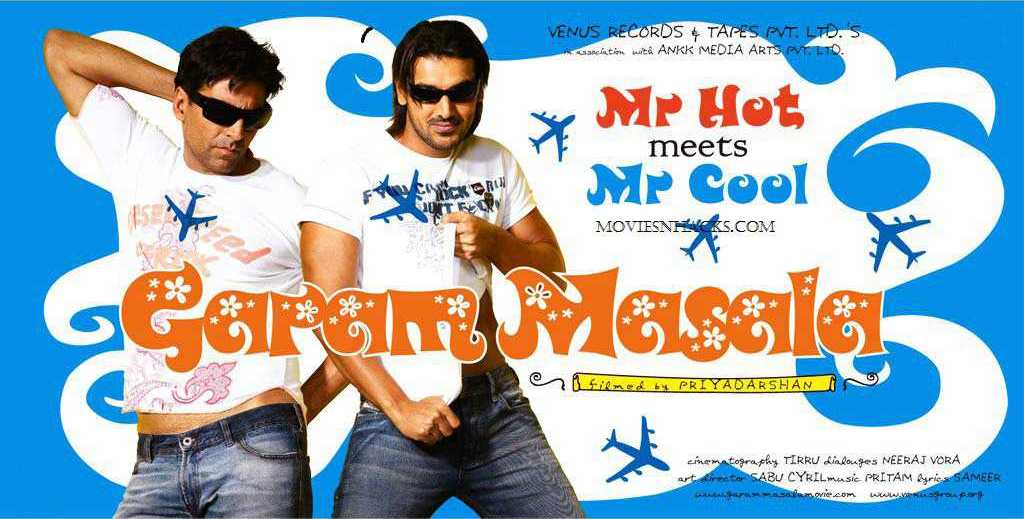 VENUS RECORDS & TAPES PVT. LTD.'S
in association with ANKK MEDIA ARTS PVT. LTD.
Mr Hot
meets
Mr Cool
MOVIESNHACKS.COM
Garam Masala
filmed by PRIYADARSHAN
cinematography TIRRU dialouges NEERAJ VORA
art director SABU CYRIL music PRITAM lyrics SAMEER
www.garammasalamovie.com www.venusgroup.org